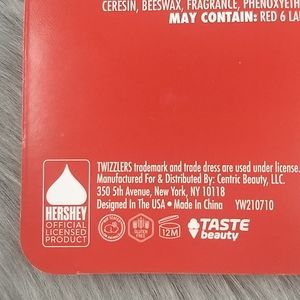 CERESIN, BEESWAX, FRAGRANCE, PHENOXYETH
MAY CONTAIN: RED 6 LA
TWIZZLERS trademark and trade dress are used under license.
Manufactured For & Distributed By: Centric Beauty, LLC.
350 5th Avenue, New York, NY 10118
Designed In The USA • Made In China YW210710
HERSHEY
OFFICIAL
LICENSED
PRODUCT
GLUTEN
FREE
12M
TASTE
beauty